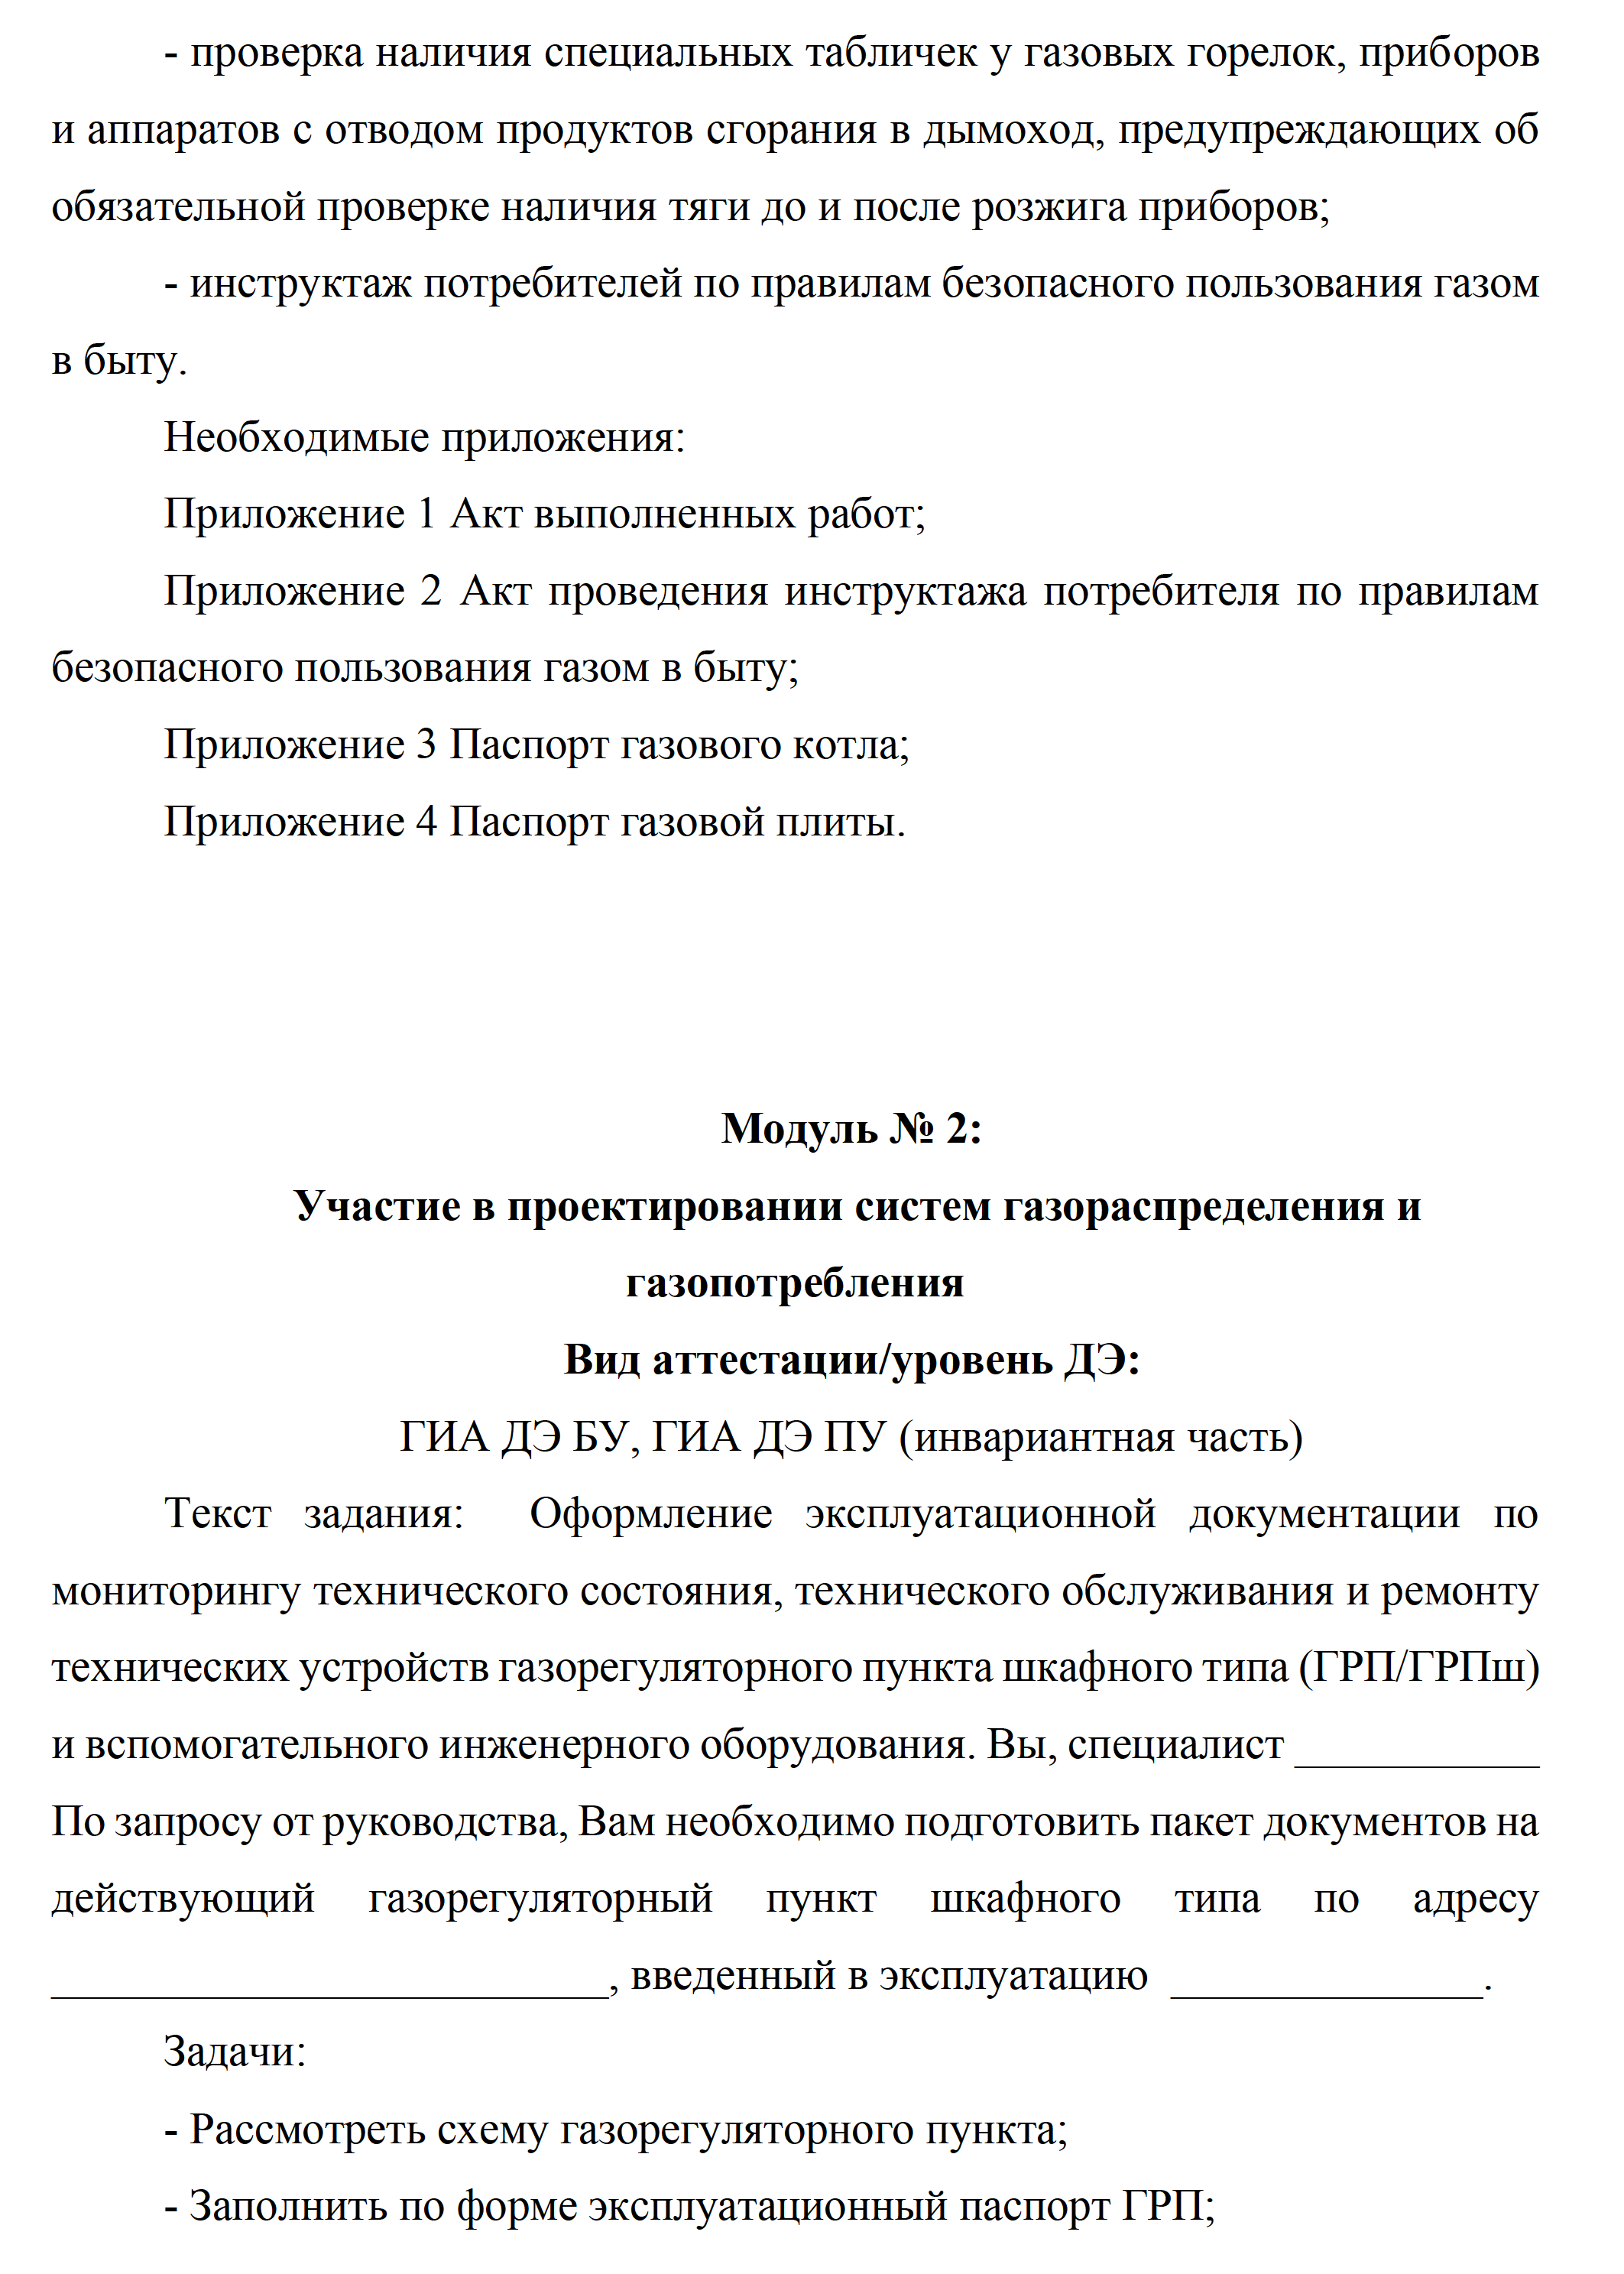 - проверка наличия специальных табличек у газовых горелок, приборов
и аппаратов с отводом продуктов сгорания в дымоход, предупреждающих об
обязательной проверке наличия тяги до и после розжига приборов;
- инструктаж потребителей по правилам безопасного пользования газом
в быту.
Необходимые приложения:
Приложение 1 Акт выполненных работ;
Приложение 2 Акт проведения инструктажа потребителя по правилам
безопасного пользования газом в быту;
Приложение 3 Паспорт газового котла;
Приложение 4 Паспорт газовой плиты.
Модуль № 2:
Участие в проектировании систем газораспределения и
газопотребления
Вид аттестации/уровень ДЭ:
ГИА ДЭ БУ, ГИА ДЭ ПУ (инвариантная часть)
Текст задания: Оформление эксплуатационной документации по
мониторингу технического состояния, технического обслуживания и ремонту
технических устройств газорегуляторного пункта шкафного типа (ГРП/ГРПш)
и вспомогательного инженерного оборудования. Вы, специалист ___________
По запросу от руководства, Вам необходимо подготовить пакет документов на
действующий газорегуляторный пункт шкафного типа по адресу
_________________________, введенный в эксплуатацию ______________.
Задачи:
- Рассмотреть схему газорегуляторного пункта;
- Заполнить по форме эксплуатационный паспорт ГРП;